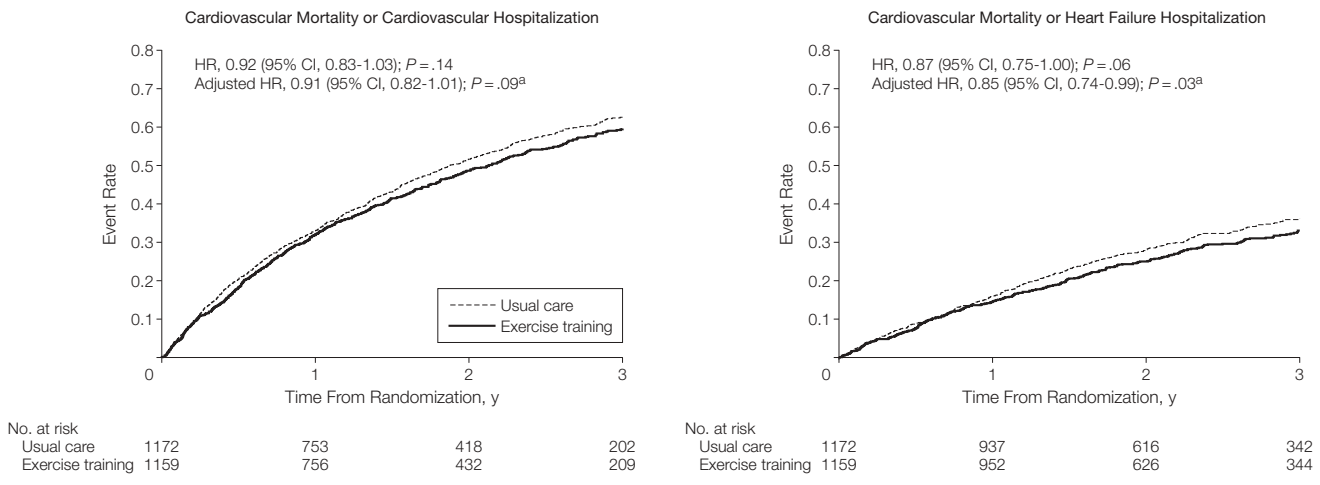 Cardiovascular Mortality or Cardiovascular Hospitalization
0.8
0.7
0.6
0.5
0.4
0.3
0.2
0.1
Event Rate
HR, 0.92 (95% CI, 0.83-1.03); P = .14
Adjusted HR, 0.91 (95% CI, 0.82-1.01); P = .09a
Usual care
Exercise training
0 1 2 3
Time From Randomization, y
No. at risk
Usual care 1172 753 418 202
Exercise training 1159 756 432 209
Cardiovascular Mortality or Heart Failure Hospitalization
0.8
0.7
0.6
0.5
0.4
0.3
0.2
0.1
Event Rate
HR, 0.87 (95% CI, 0.75-1.00); P = .06
Adjusted HR, 0.85 (95% CI, 0.74-0.99); P = .03a
0 1 2 3
Time From Randomization, y
No. at risk
Usual care 1172 937 616 342
Exercise training 1159 952 626 344